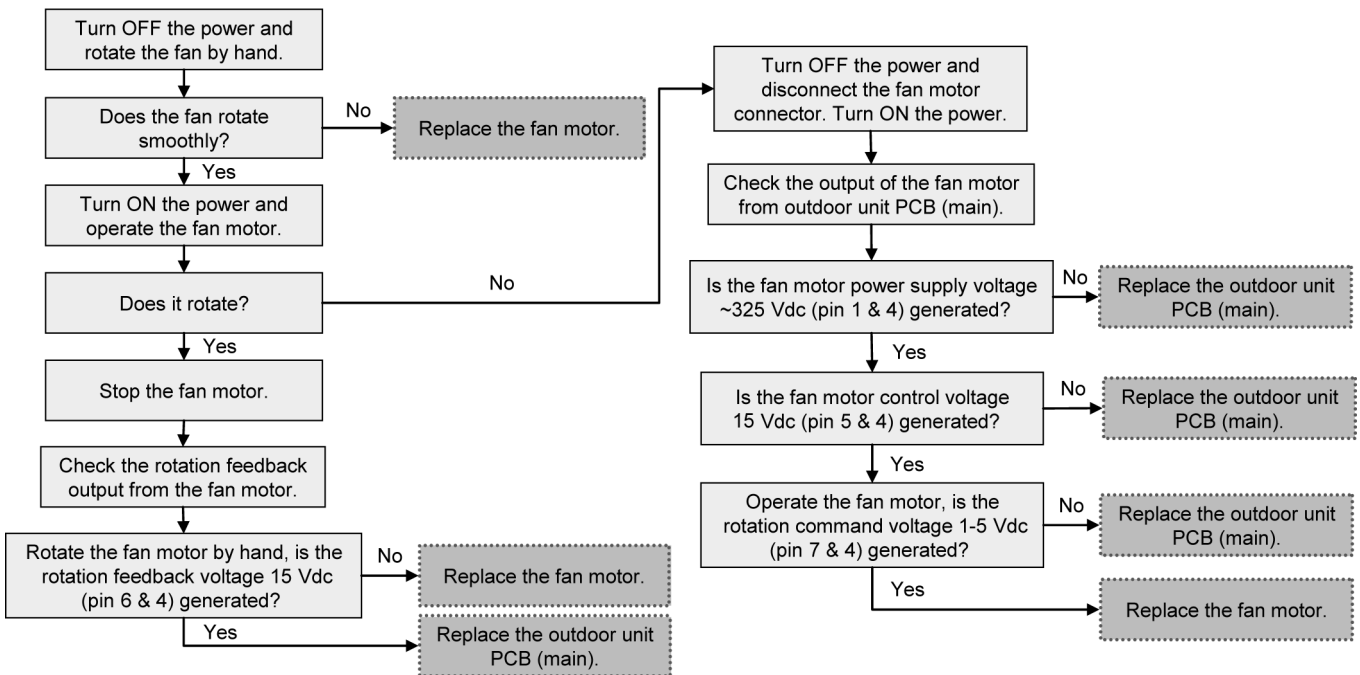 Turn OFF the power and
rotate the fan by hand.
Does the fan rotate
smoothly?
No
Replace the fan motor.
Yes
Turn ON the power and
operate the fan motor.
Does it rotate?
No
Yes
Stop the fan motor.
Check the rotation feedback
output from the fan motor.
Rotate the fan motor by hand, is the
rotation feedback voltage 15 Vdc
(pin 6 & 4) generated?
No
Replace the fan motor.
Yes
Replace the outdoor unit
PCB (main).
Turn OFF the power and
disconnect the fan motor
connector. Turn ON the power.
Check the output of the fan motor
from outdoor unit PCB (main).
Is the fan motor power supply voltage
~325 Vdc (pin 1 & 4) generated?
No
Replace the outdoor unit
PCB (main).
Yes
Is the fan motor control voltage
15 Vdc (pin 5 & 4) generated?
No
Replace the outdoor unit
PCB (main).
Yes
Operate the fan motor, is the
rotation command voltage 1-5 Vdc
(pin 7 & 4) generated?
No
Replace the outdoor unit
PCB (main).
Yes
Replace the fan motor.